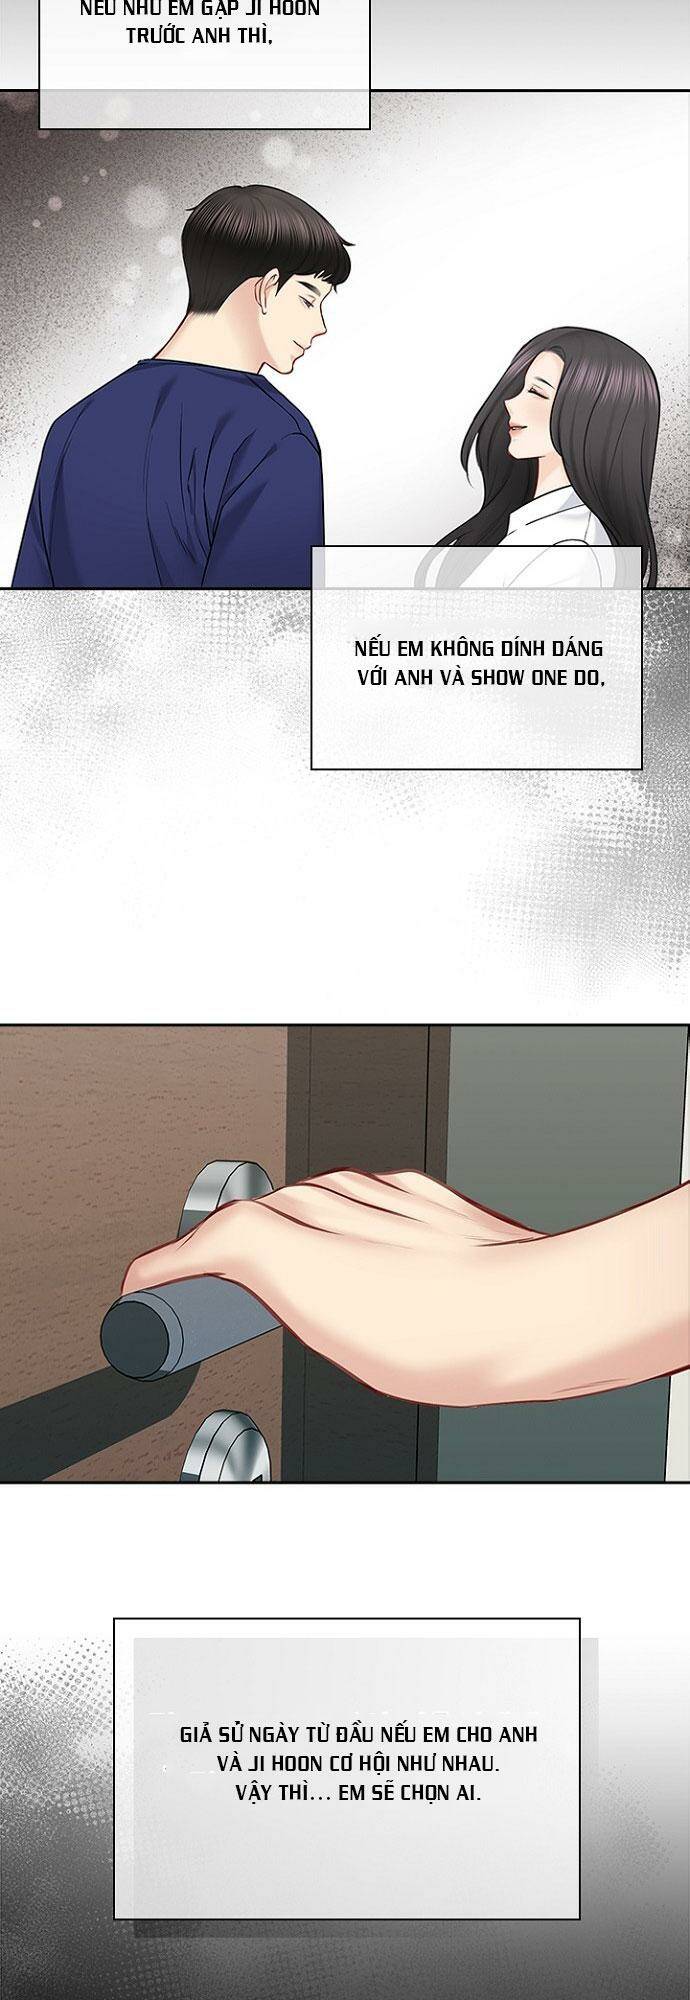 NẾU NHƯ EM GẶP JI HOON
TRƯỚC ANH THÌ,
NẾU EM KHÔNG DÍNH DÁNG
VỚI ANH VÀ SHOW ONE DO,
GIẢ SỬ NGÀY TỪ ĐẦU NẾU EM CHO ANH
VÀ JI HOON CƠ HỘI NHƯ NHAU.
VẬY THÌ... EM SẼ CHỌN AI.